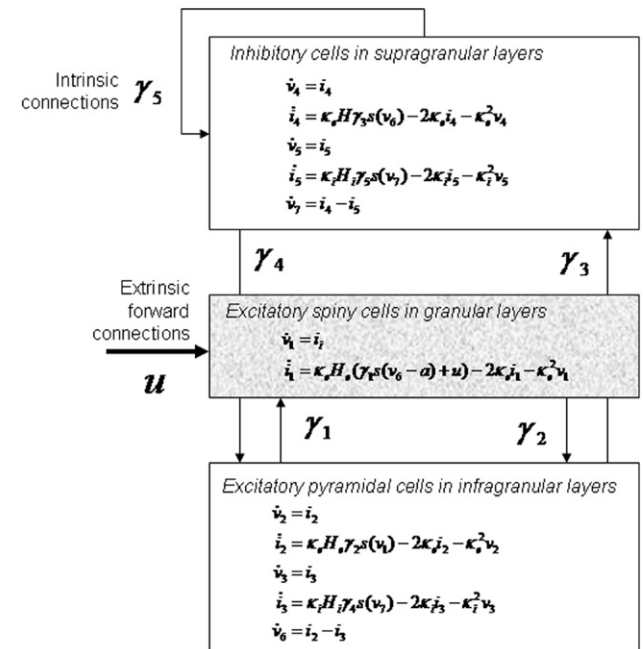 Inhibitory cells in supragranular layers
Intrinsic
connections γ₅
v̇₄ = i₄
i̇₄ = κₑHγ₃s(v₆) − 2κₑi₄ − κₑ²v₄
v̇₅ = i₅
i̇₅ = κᵢHᵢγ₅s(v₇) − 2κᵢi₅ − κᵢ²v₅
v̇₇ = i₄ − i₅
γ₄
γ₃
Extrinsic
forward
connections
u
Excitatory spiny cells in granular layers
v̇₁ = iᵢ
i̇₁ = κₑHₑ(γ₁s(v₆ − a) + u) − 2κₑi₁ − κₑ²v₁
γ₁
γ₂
Excitatory pyramidal cells in infragranular layers
v̇₂ = i₂
i̇₂ = κₑHₑγ₂s(v₁) − 2κₑi₂ − κₑ²v₂
v̇₃ = i₃
i̇₃ = κᵢHᵢγ₄s(v₇) − 2κᵢi₃ − κᵢ²v₃
v̇₆ = i₂ − i₃